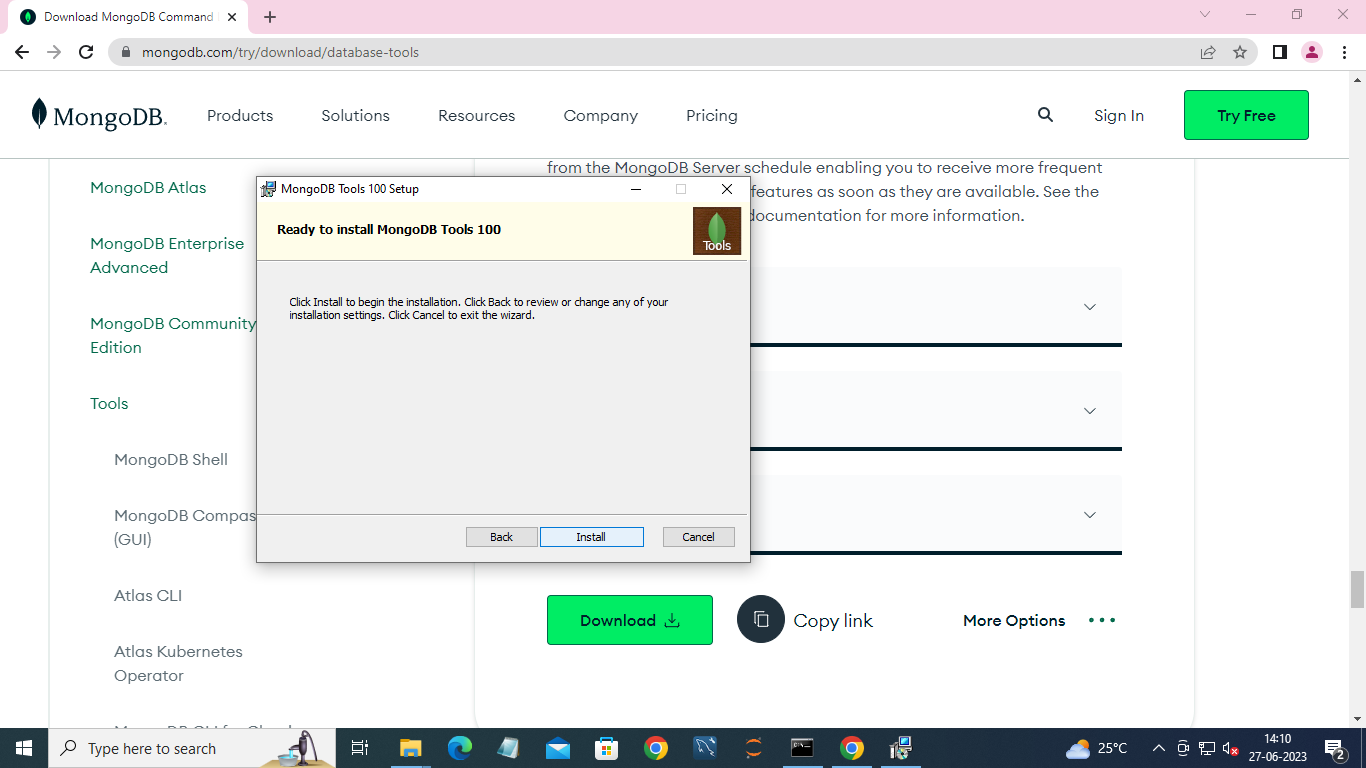 Download MongoDB Command
mongodb.com/try/download/database-tools
MongoDB.
Products
Solutions
Resources
Company
Pricing
Sign In
Try Free
MongoDB Atlas
MongoDB Enterprise
Advanced
MongoDB Community
Edition
Tools
MongoDB Shell
MongoDB Compas
(GUI)
Atlas CLI
Atlas Kubernetes
Operator
from the MongoDB Server schedule enabling you to receive more frequent
features as soon as they are available. See the
documentation for more information.
MongoDB Tools 100 Setup
Ready to install MongoDB Tools 100
Tools
Click Install to begin the installation. Click Back to review or change any of your
installation settings. Click Cancel to exit the wizard.
Back
Install
Cancel
Download
Copy link
More Options
Type here to search
25°C
14:10
27-06-2023
2